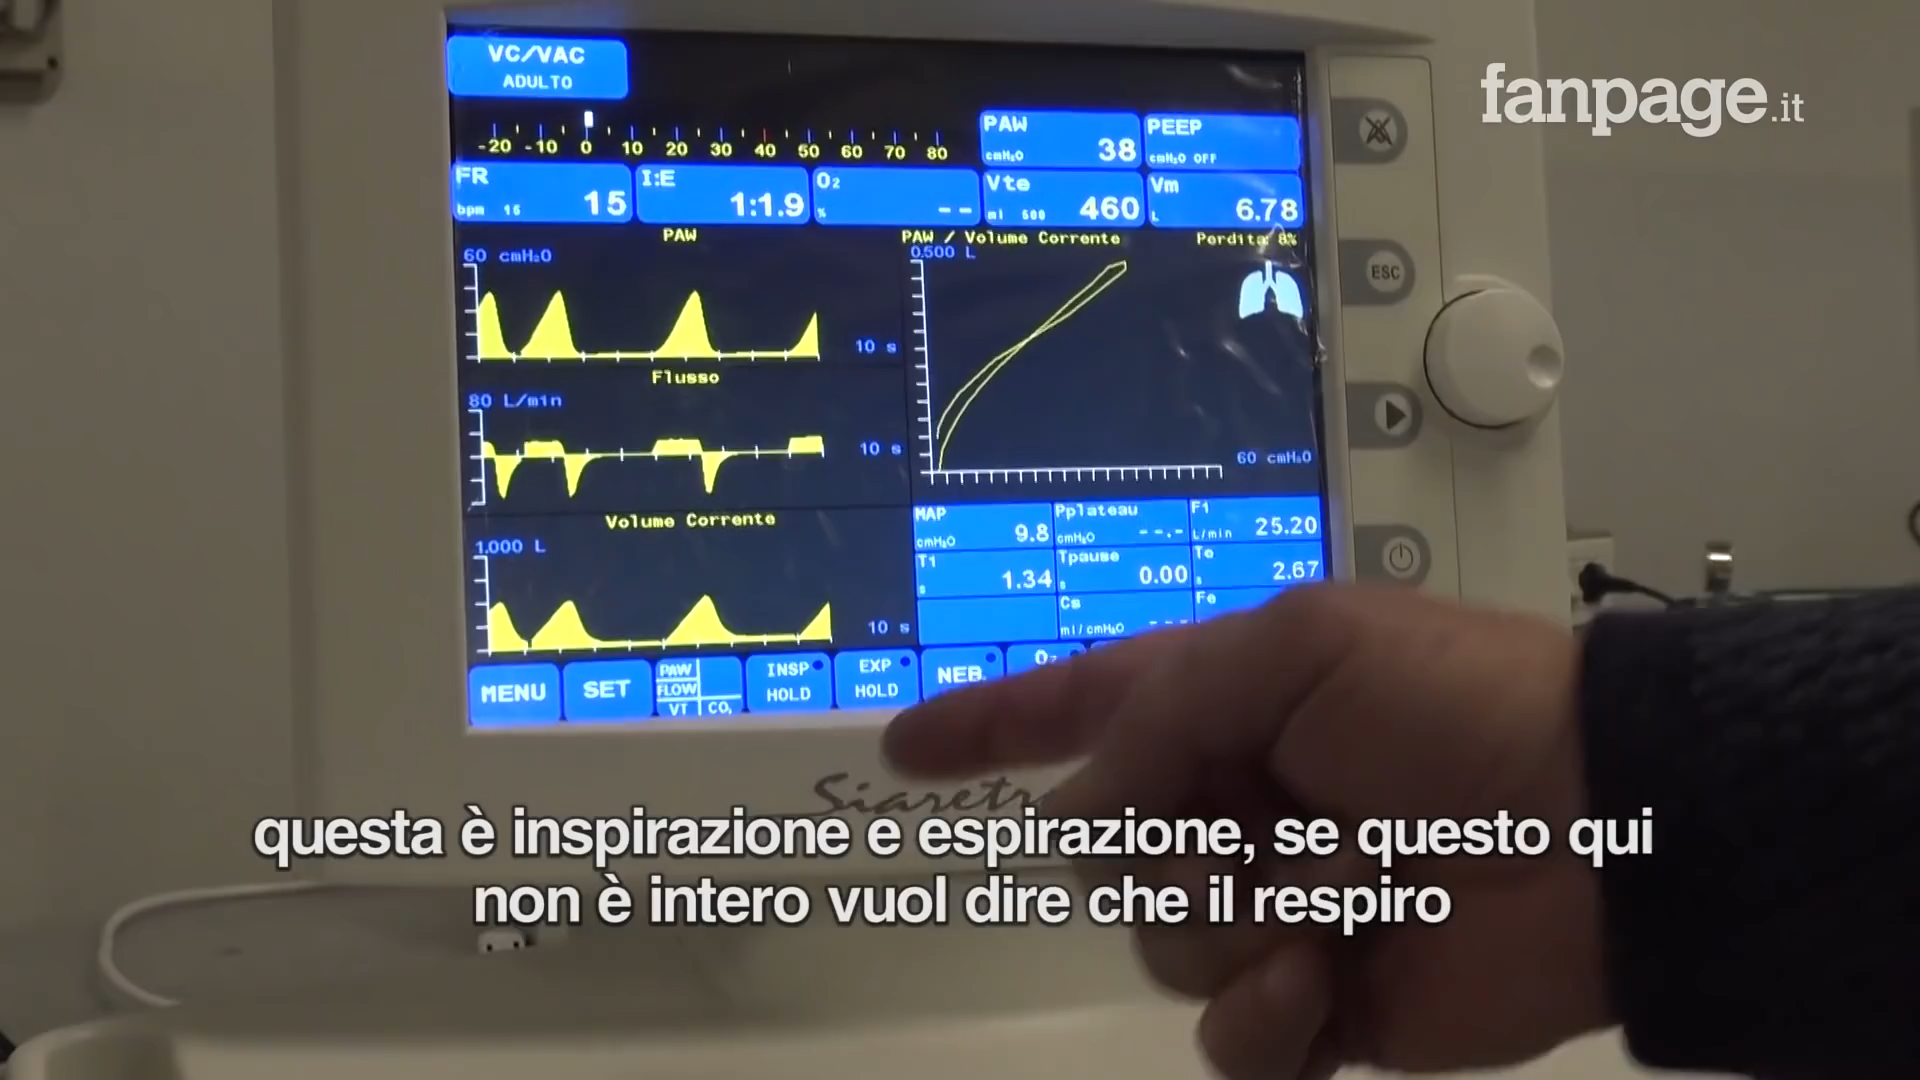 fanpage.it
VC/VAC
ADULTO
-20 -10 0 10 20 30 40 50 60 70 80
PAW
cmH₂O 38
PEEP
cmH₂O OFF
FR
bpm 15 15
I:E
1:1.9
O₂
% --
Vte
ml 500 460
Vm
L 6.78
PAW
60 cmH₂O
10 s
PAW / Volume Corrente
Perdita 8%
0.500 L
60 cmH₂O
Flusso
80 L/min
10 s
Volume Corrente
1.000 L
10 s
MAP
cmH₂O 9.8
Pplateau
cmH₂O --.-
Fi
L/min 25.20
Ti
s 1.34
Tpause
s 0.00
Te
s 2.67
Cs
ml/cmH₂O
Fe
ESC
MENU
SET
PAW
FLOW
VT CO₂
INSP
HOLD
EXP
HOLD
NEB.
O₂
questa è inspirazione e espirazione, se questo qui
non è intero vuol dire che il respiro